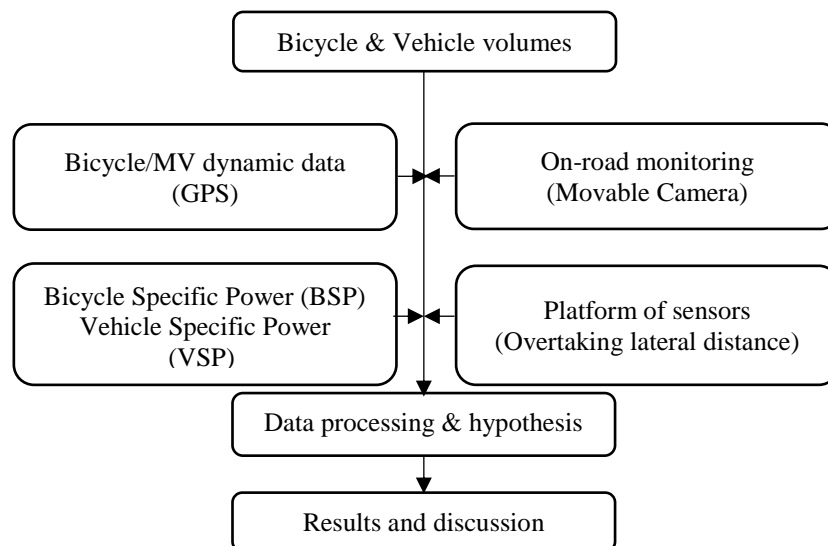 Bicycle & Vehicle volumes
Bicycle/MV dynamic data
(GPS)
On-road monitoring
(Movable Camera)
Bicycle Specific Power (BSP)
Vehicle Specific Power
(VSP)
Platform of sensors
(Overtaking lateral distance)
Data processing & hypothesis
Results and discussion